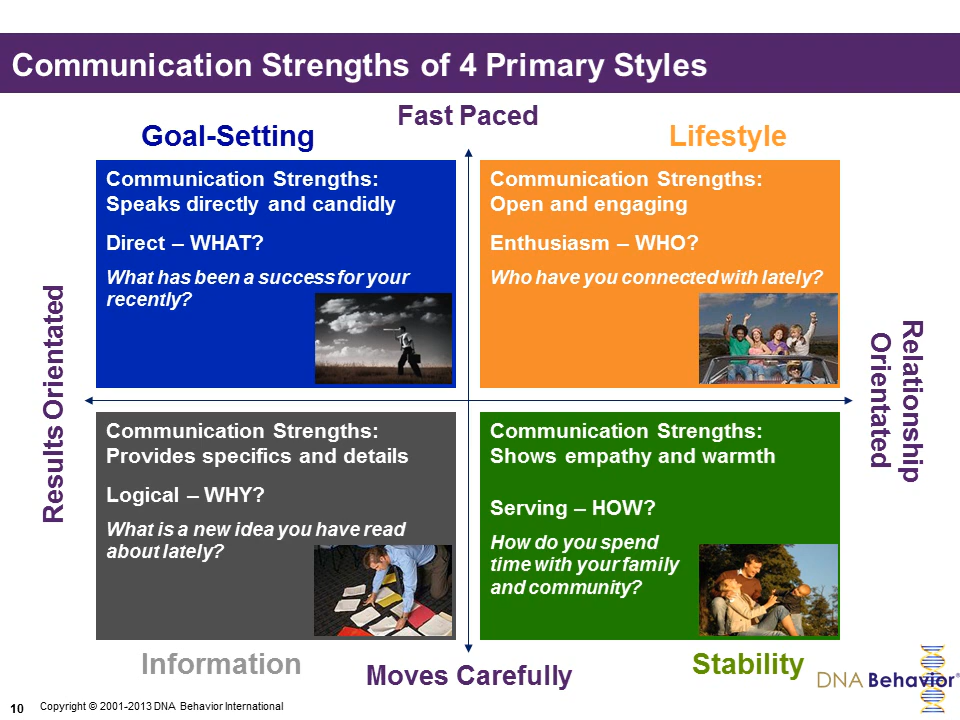 Communication Strengths of 4 Primary Styles
Fast Paced
Goal-Setting
Lifestyle
Communication Strengths:
Speaks directly and candidly
Direct – WHAT?
What has been a success for your
recently?
Communication Strengths:
Open and engaging
Enthusiasm – WHO?
Who have you connected with lately?
Results Orientated
Relationship
Orientated
Communication Strengths:
Provides specifics and details
Logical – WHY?
What is a new idea you have read
about lately?
Communication Strengths:
Shows empathy and warmth
Serving – HOW?
How do you spend
time with your family
and community?
Information
Moves Carefully
Stability
DNA Behavior®
10
Copyright © 2001-2013 DNA Behavior International